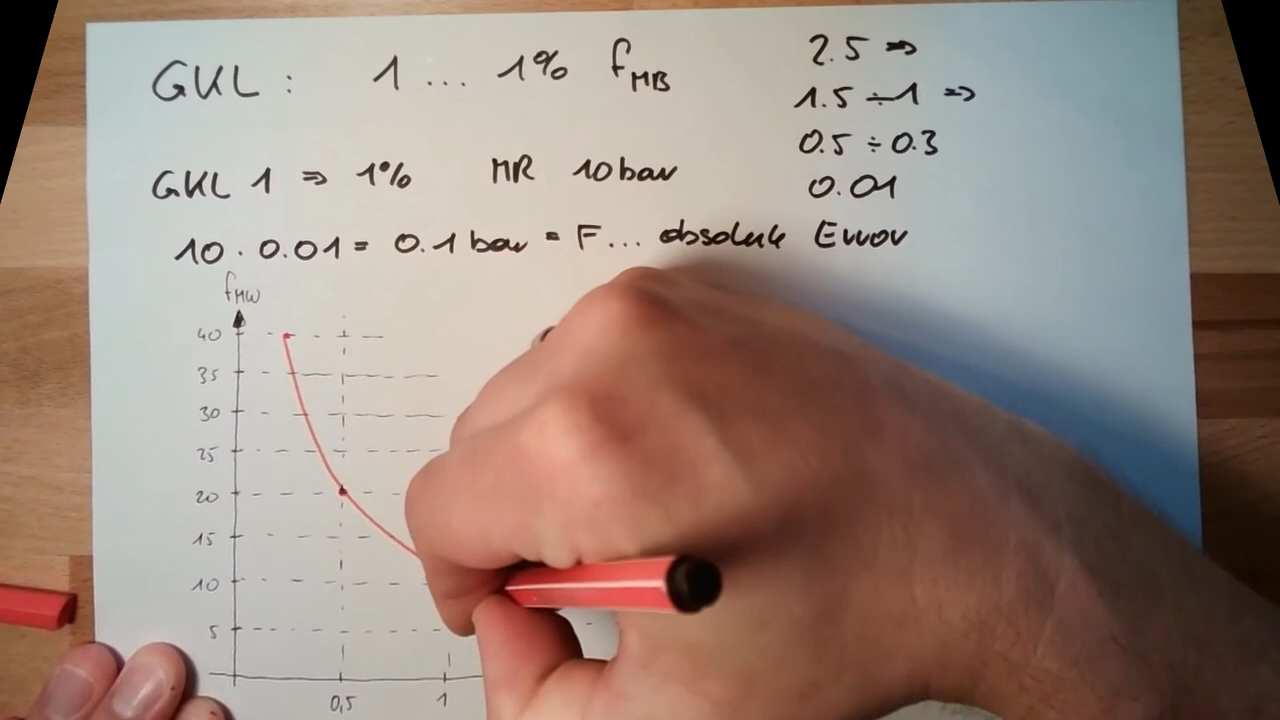 GKL : 1 ... 1% fMB
2.5 ⇒
1.5 ÷ 1 ⇒
0.5 ÷ 0.3
0.01
GKL 1 ⇒ 1% MR 10 bar
10 · 0.01 = 0.1 bar = F... absolute Error
fMW
40
35
30
25
20
15
10
5
0,5 1